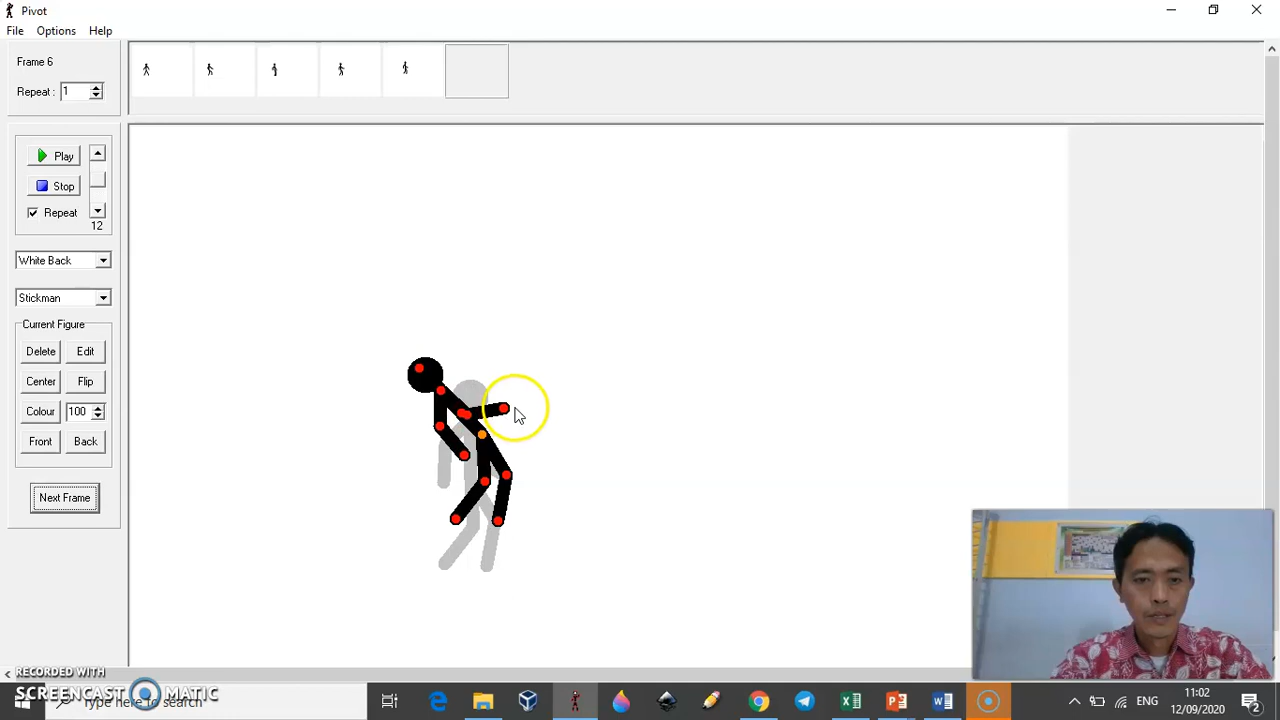 Pivot
File Options Help
Frame 6
Repeat : 1
Play
Stop
Repeat
12
White Back
Stickman
Current Figure
Delete Edit
Center Flip
Colour 100
Front Back
Next Frame
RECORDED WITH
SCREENCAST MATIC
Type here to search
ENG
11:02
12/09/2020
2